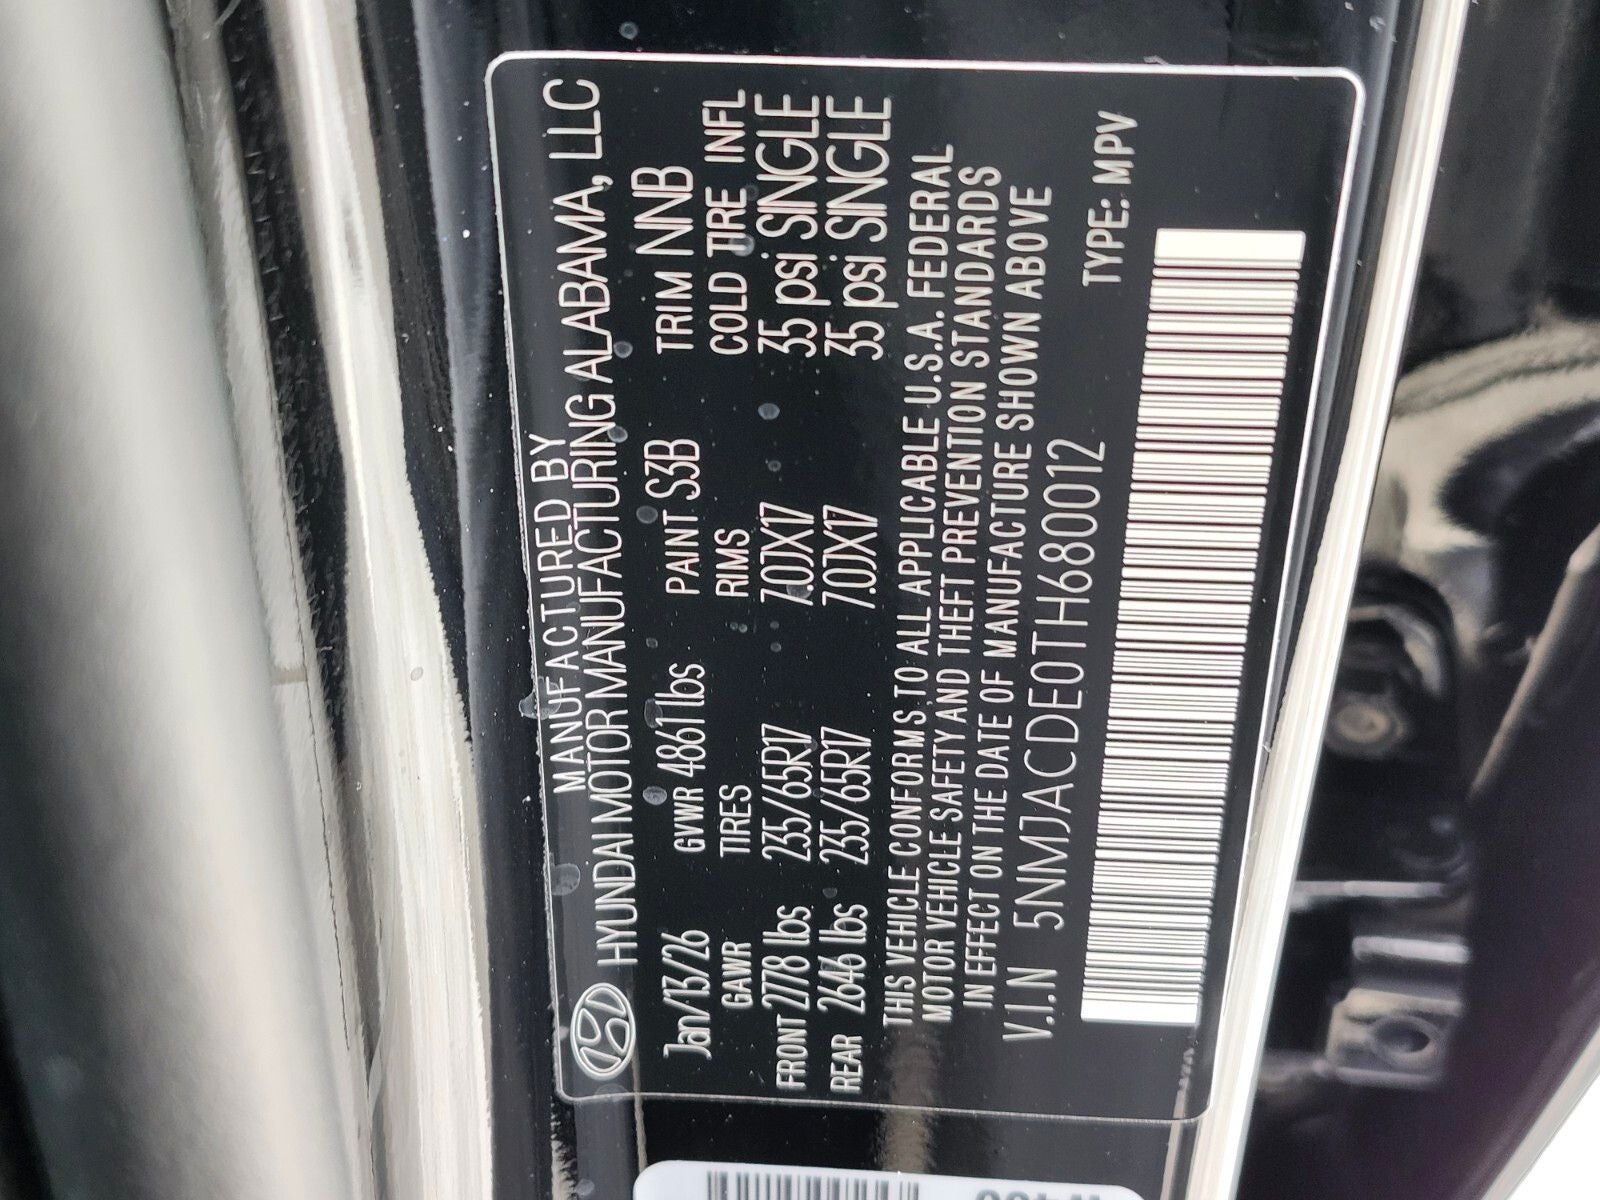 MANUFACTURED BY
HYUNDAI MOTOR MANUFACTURING ALABAMA, LLC
Jan/13/26 GVWR 4861 lbs PAINT S3B TRIM NNB
GAWR TIRES RIMS COLD TIRE INFL
FRONT 2778 lbs 235/65R17 7.0JX17 35 psi SINGLE
REAR 2646 lbs 235/65R17 7.0JX17 35 psi SINGLE
THIS VEHICLE CONFORMS TO ALL APPLICABLE U.S.A. FEDERAL
MOTOR VEHICLE SAFETY AND THEFT PREVENTION STANDARDS
IN EFFECT ON THE DATE OF MANUFACTURE SHOWN ABOVE
V.I.N 5NMJACDE0TH680012
TYPE: MPV